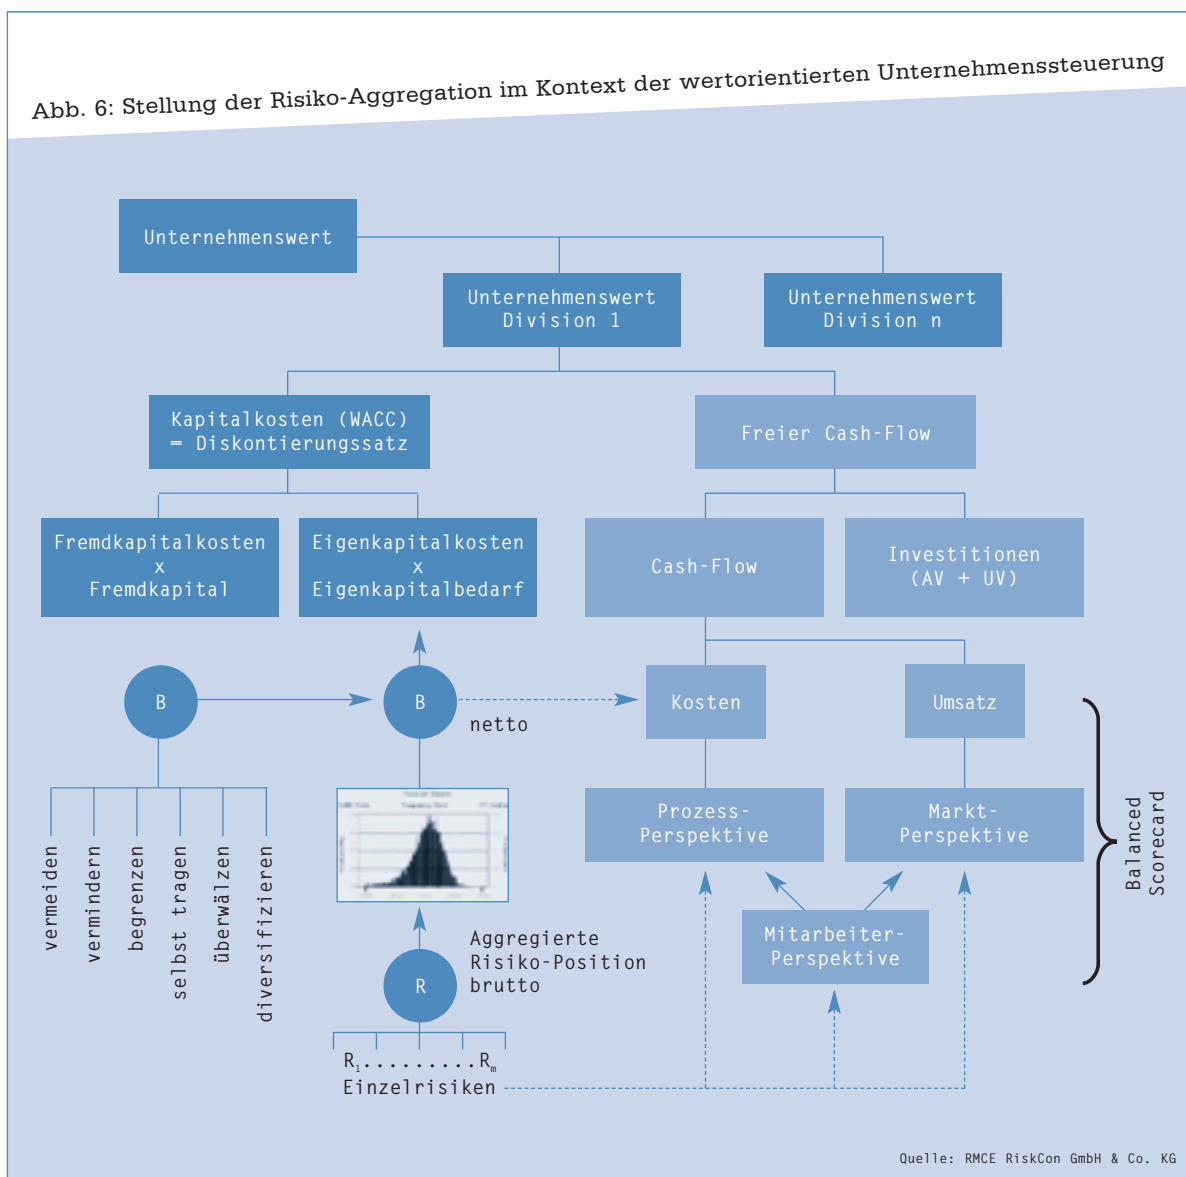 Abb. 6: Stellung der Risiko-Aggregation im Kontext der wertorientierten Unternehmenssteuerung
Unternehmenswert
Unternehmenswert
Division 1
Unternehmenswert
Division n
Kapitalkosten (WACC)
= Diskontierungssatz
Freier Cash-Flow
Fremdkapitalkosten
x
Fremdkapital
Eigenkapitalkosten
x
Eigenkapitalbedarf
Cash-Flow
Investitionen
(AV + UV)
B
B
netto
Kosten
Umsatz
vermeiden
vermindern
begrenzen
selbst tragen
überwälzen
diversifizieren
Prozess-
Perspektive
Markt-
Perspektive
Balanced
Scorecard
Mitarbeiter-
Perspektive
R
Aggregierte
Risiko-Position
brutto
R₁.........Rₘ
Einzelrisiken
Quelle: RMCE RiskCon GmbH & Co. KG